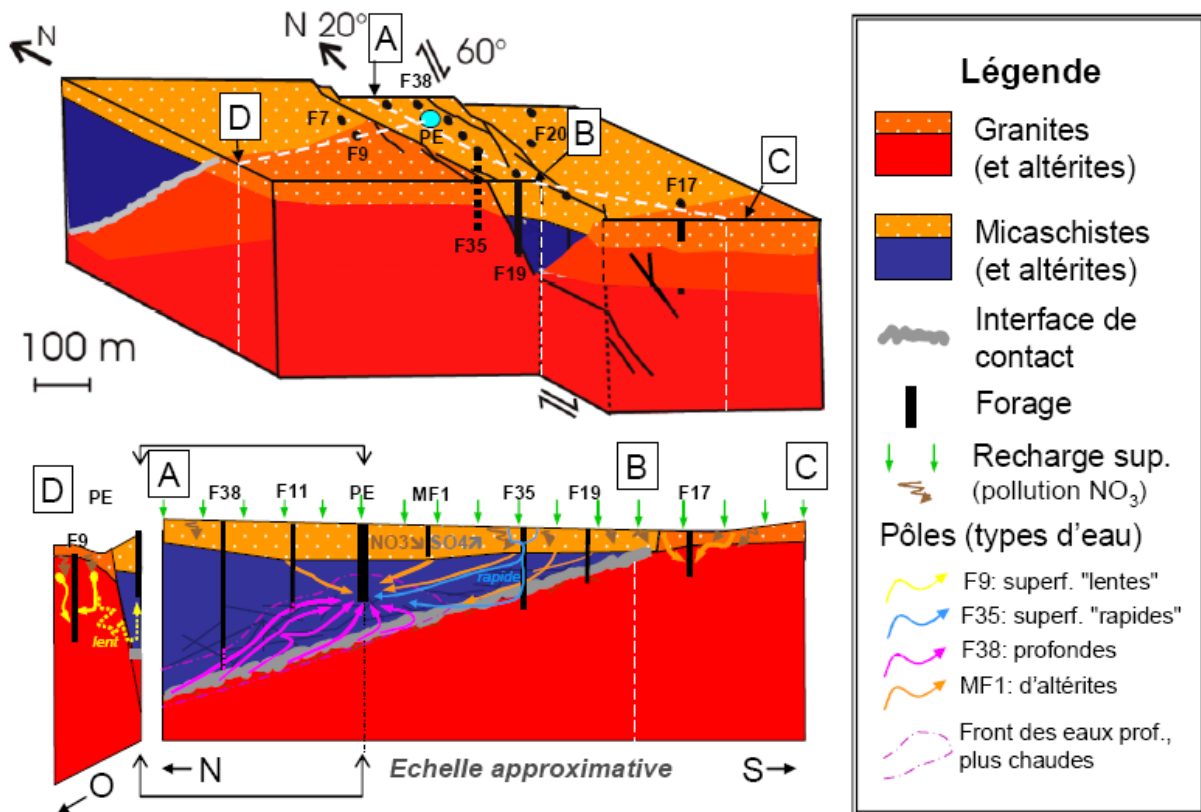 N
N 20°
A
60°
F38
D
F7
PE
F20
B
F9
C
F17
F35
F19
100 m
D
PE
A
B
C
F38
F11
PE
MF1
F35
F19
F17
F9
NO3 SO4
rapide
lent
O
N
Echelle approximative
S
Légende
Granites
(et altérites)
Micaschistes
(et altérites)
Interface de
contact
Forage
Recharge sup.
(pollution NO3)
Pôles (types d'eau)
F9: superf. "lentes"
F35: superf. "rapides"
F38: profondes
MF1: d'altérites
Front des eaux prof.,
plus chaudes